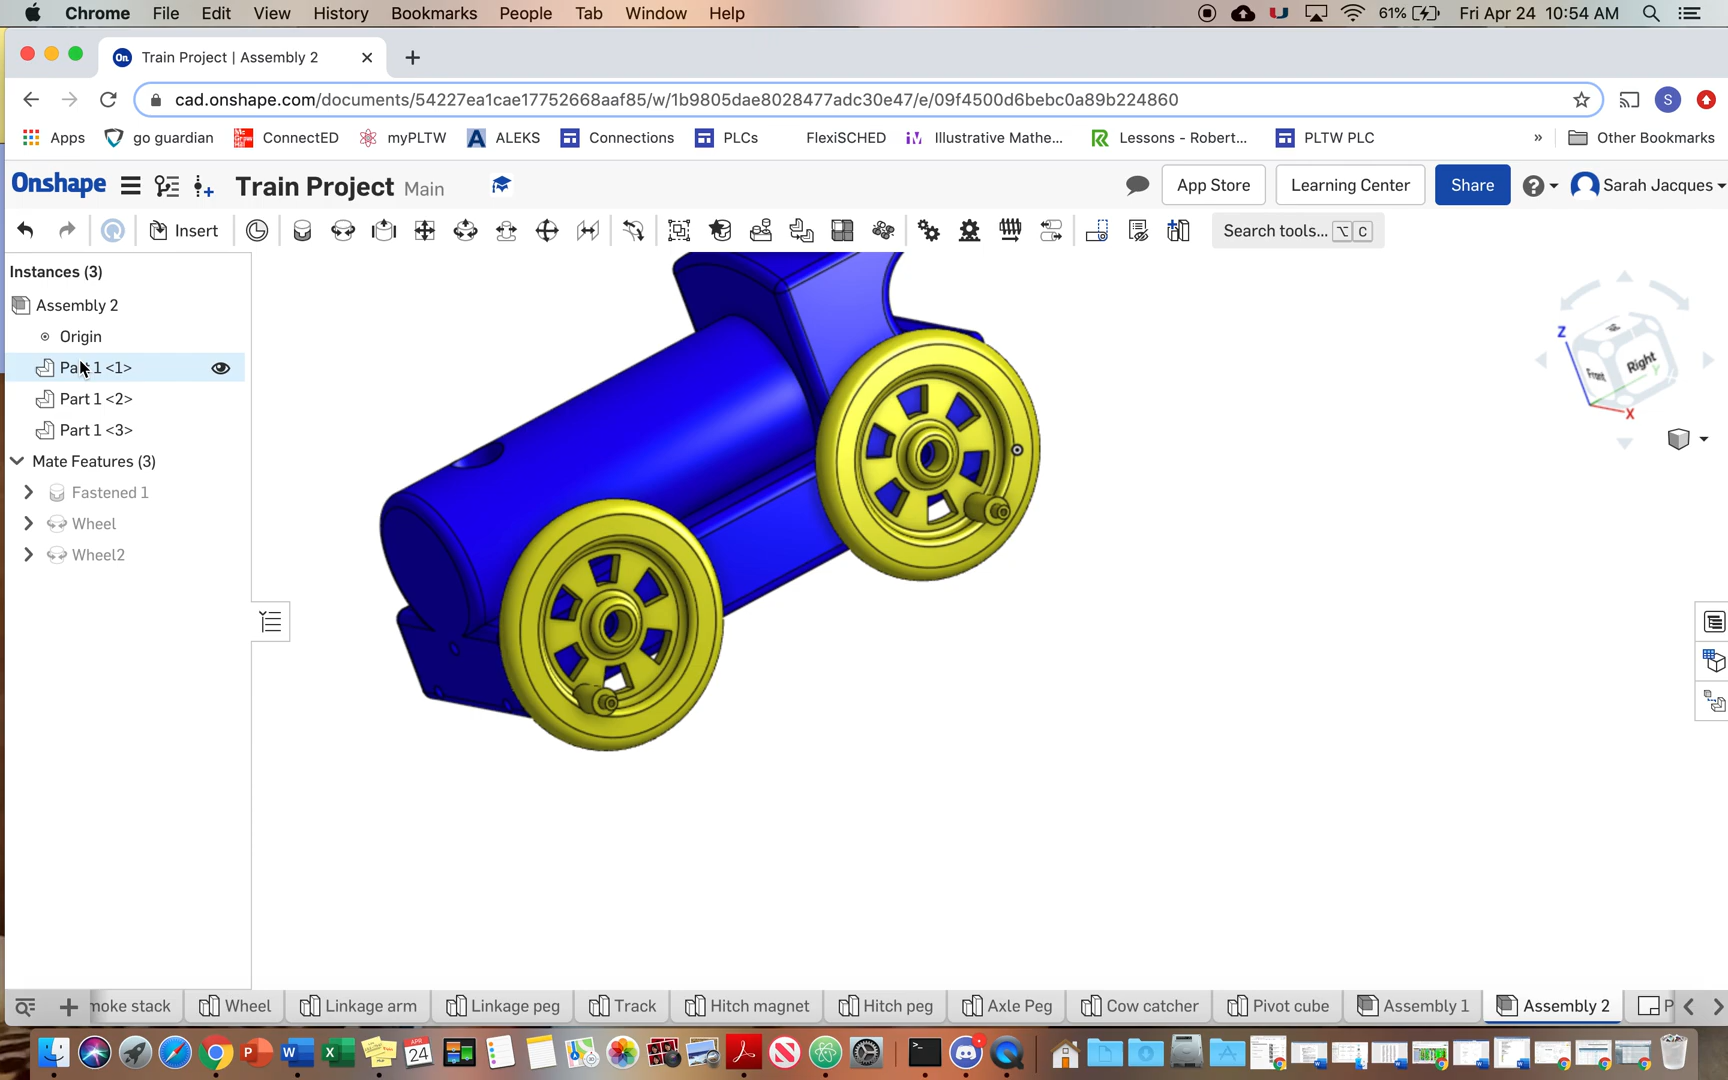 Chrome File Edit View History Bookmarks People Tab Window Help 61% Fri Apr 24 10:54 AM
Train Project | Assembly 2
cad.onshape.com/documents/54227ea1cae17752668aaf85/w/1b9805dae8028477adc30e47/e/09f4500d6bebc0a89b224860 S
Apps go guardian ConnectED myPLTW ALEKS Connections PLCs FlexiSCHED Illustrative Mathe... Lessons - Robert... PLTW PLC » Other Bookmarks
Onshape Train Project Main App Store Learning Center Share Sarah Jacques
Insert Search tools... ⌥ C
Instances (3)
Assembly 2
Origin
Part 1 <2>
Part 1 <3>
Mate Features (3)
Fastened 1
Wheel
Wheel2
Z Front Right Y X
moke stack Wheel Linkage arm Linkage peg Track Hitch magnet Hitch peg Axle Peg Cow catcher Pivot cube Assembly 1 Assembly 2 P